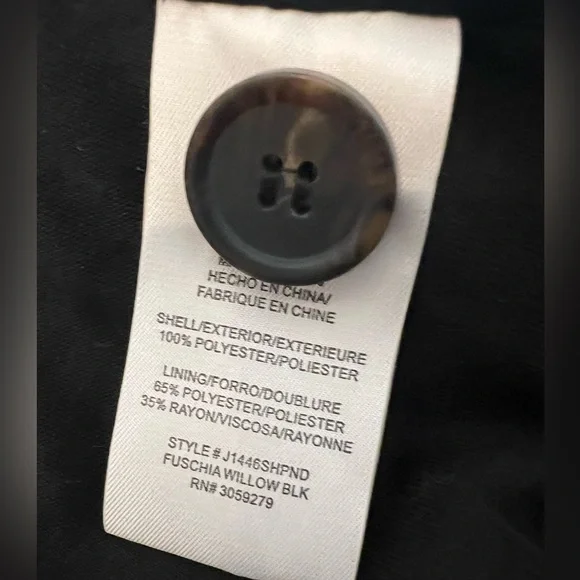 HECHO EN CHINA/
FABRIQUE EN CHINE
SHELL/EXTERIOR/EXTERIEURE
100% POLYESTER/POLIESTER
LINING/FORRO/DOUBLURE
65% POLYESTER/POLIESTER
35% RAYON/VISCOSA/RAYONNE
STYLE # J1446SHPND
FUSCHIA WILLOW BLK
RN# 3059279